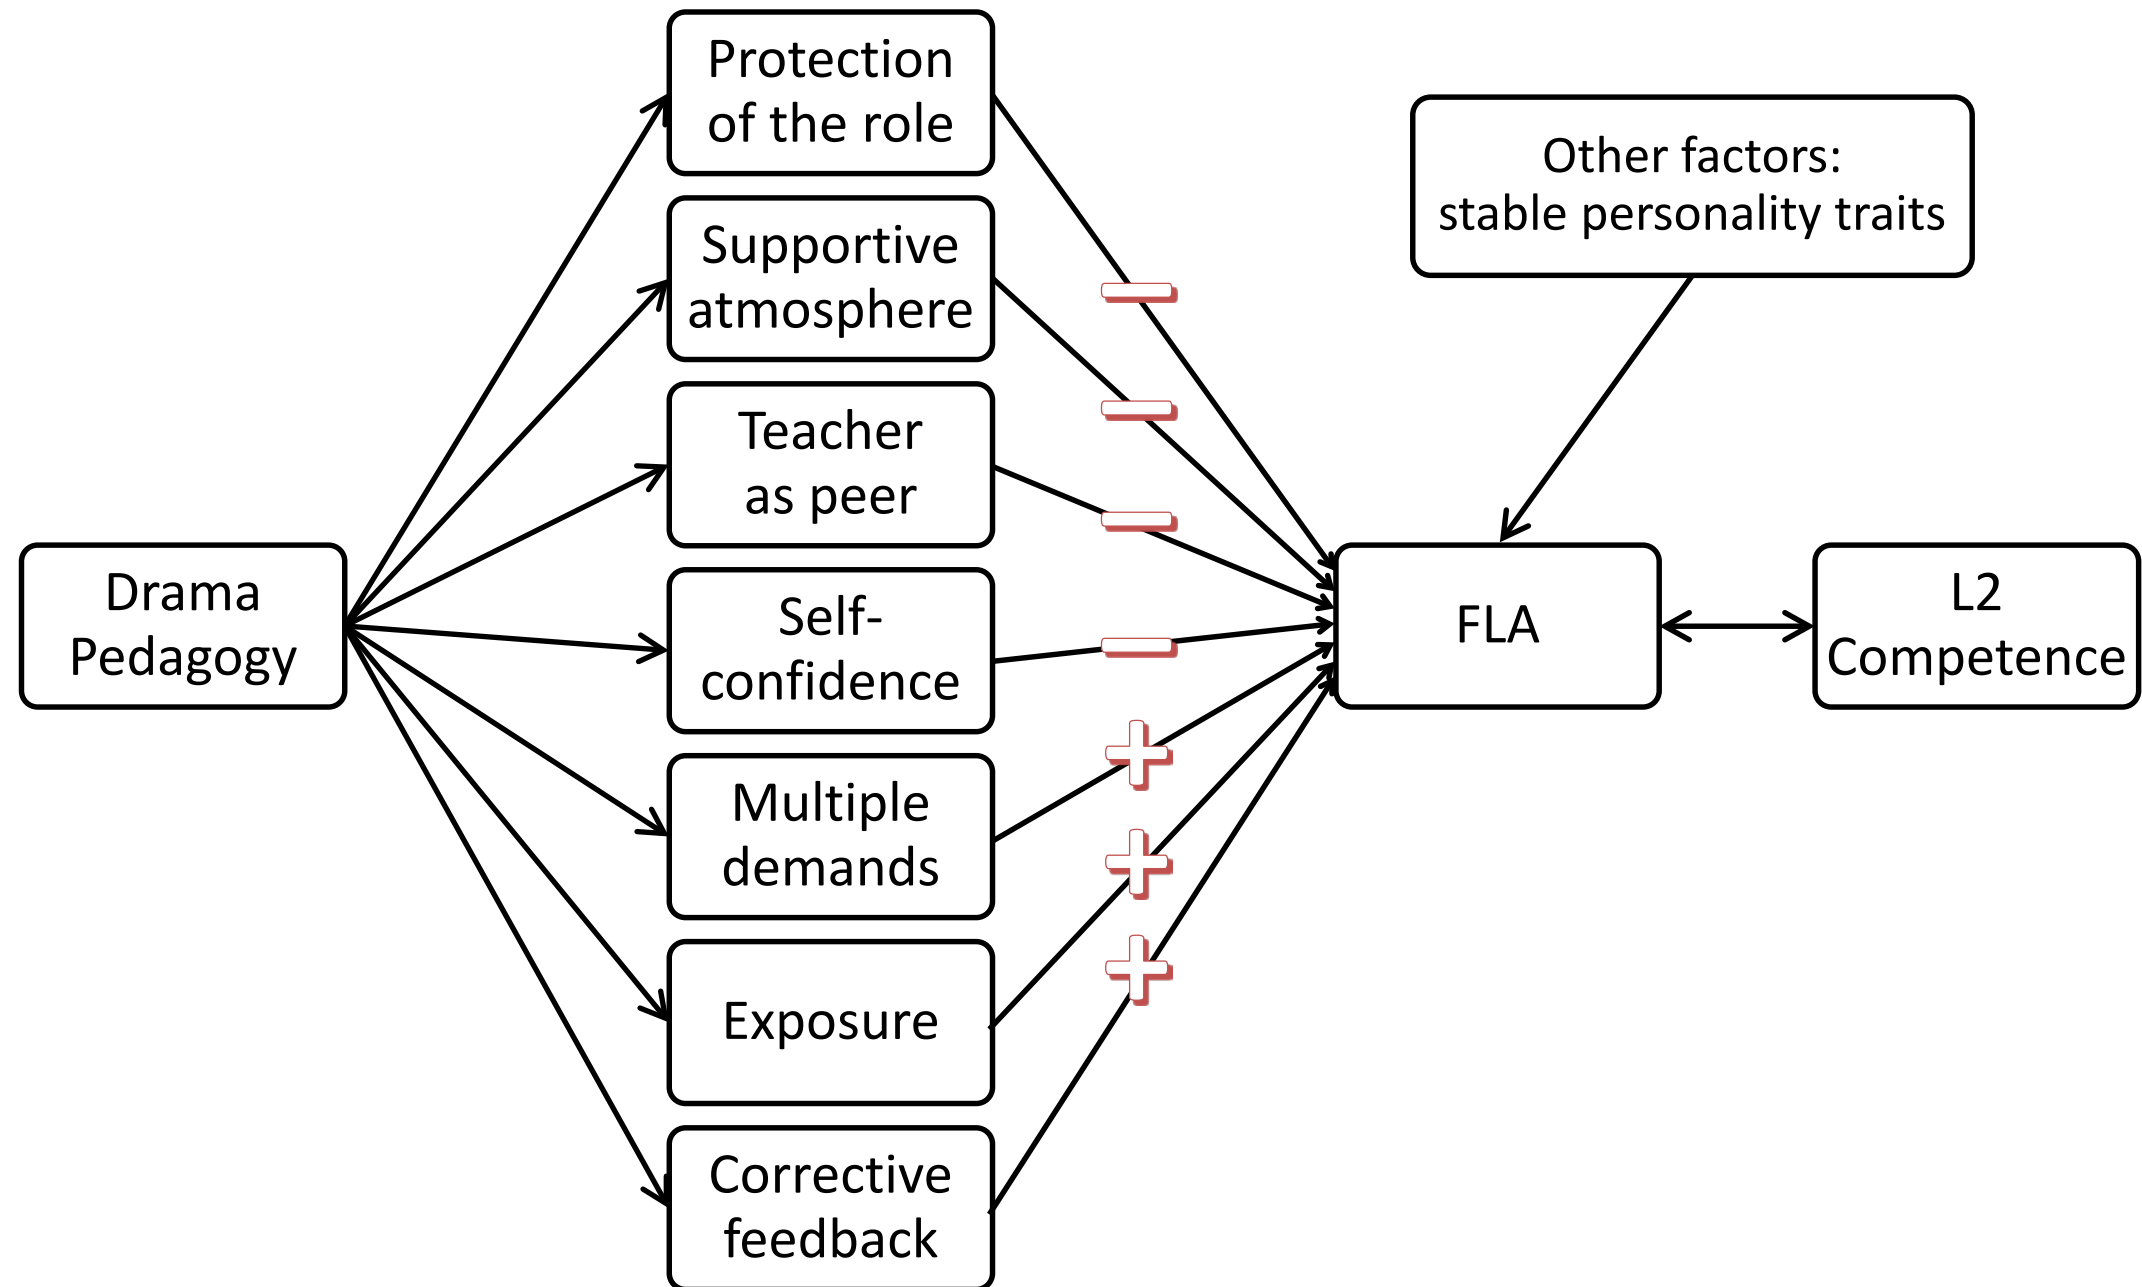 Drama
Pedagogy
Protection
of the role
Supportive
atmosphere
Teacher
as peer
Self-
confidence
Multiple
demands
Exposure
Corrective
feedback
Other factors:
stable personality traits
FLA
L2
Competence